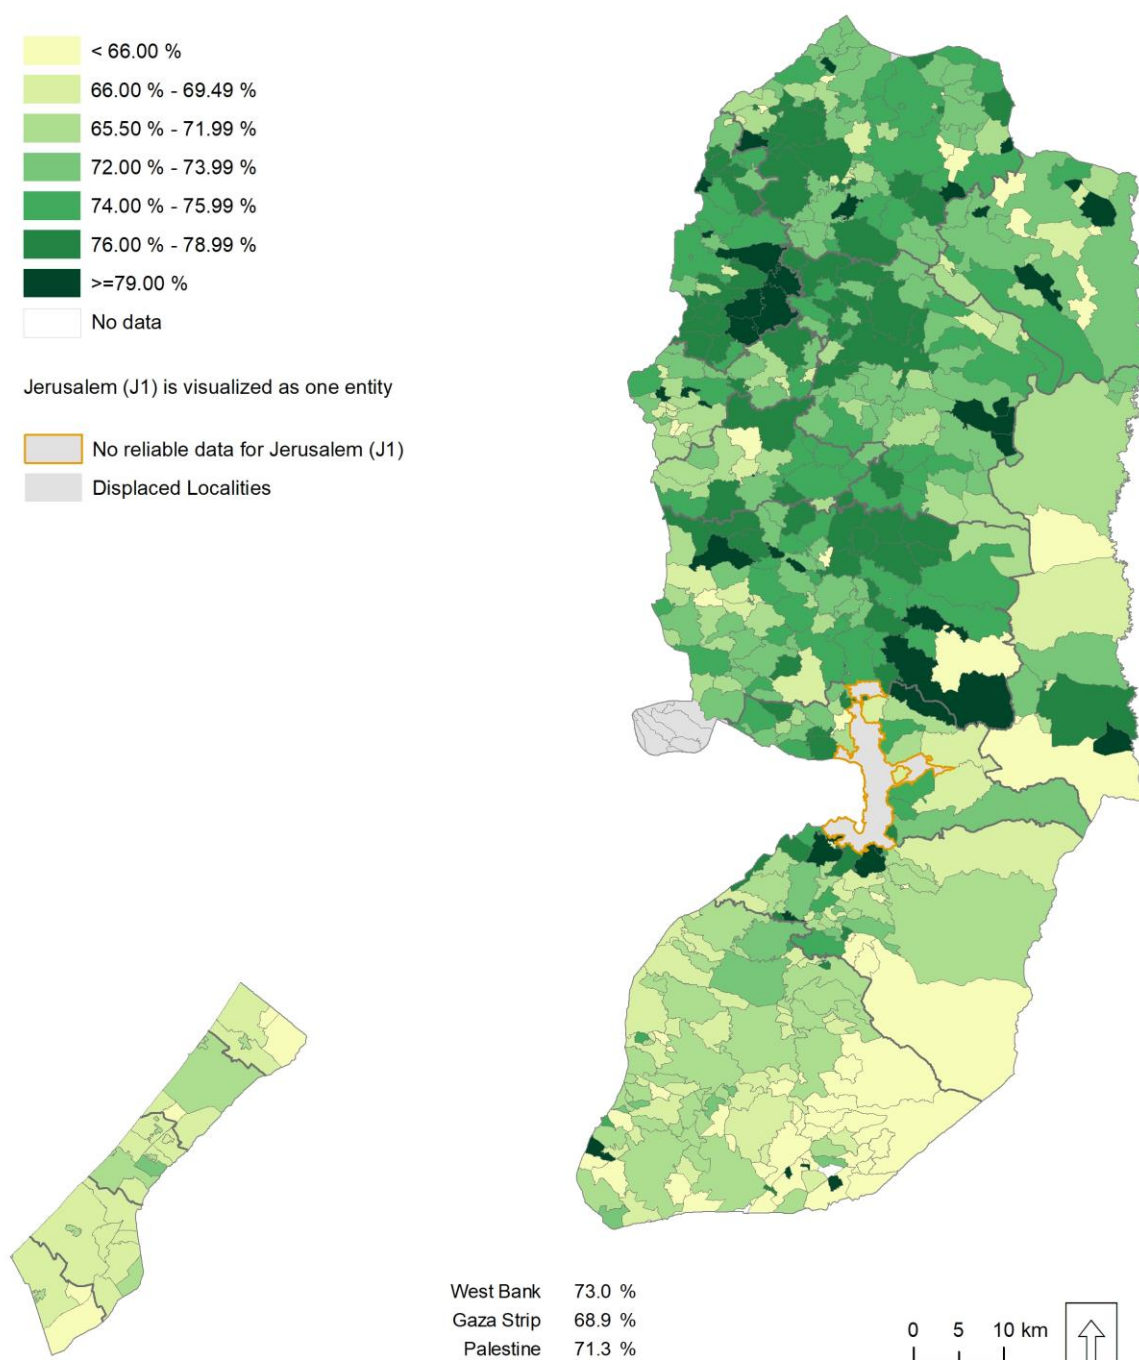 < 66.00 %
66.00 % - 69.49 %
65.50 % - 71.99 %
72.00 % - 73.99 %
74.00 % - 75.99 %
76.00 % - 78.99 %
>=79.00 %
No data
Jerusalem (J1) is visualized as one entity
No reliable data for Jerusalem (J1)
Displaced Localities
West Bank 73.0 %
Gaza Strip 68.9 %
Palestine 71.3 %
0 5 10 km